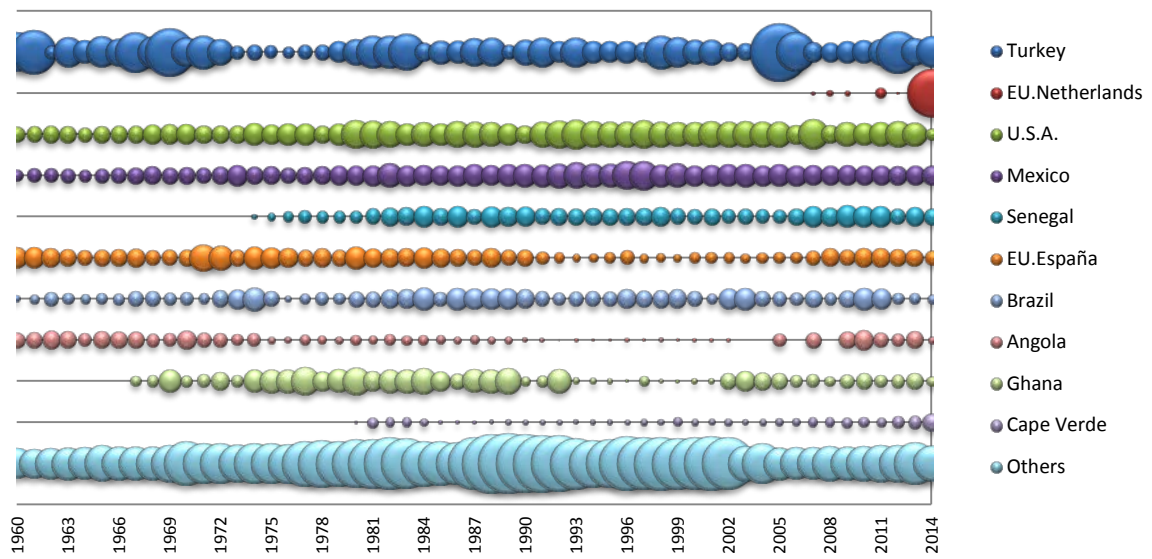 Turkey
EU.Netherlands
U.S.A.
Mexico
Senegal
EU.España
Brazil
Angola
Ghana
Cape Verde
Others
1960
1963
1966
1969
1972
1975
1978
1981
1984
1987
1990
1993
1996
1999
2002
2005
2008
2011
2014